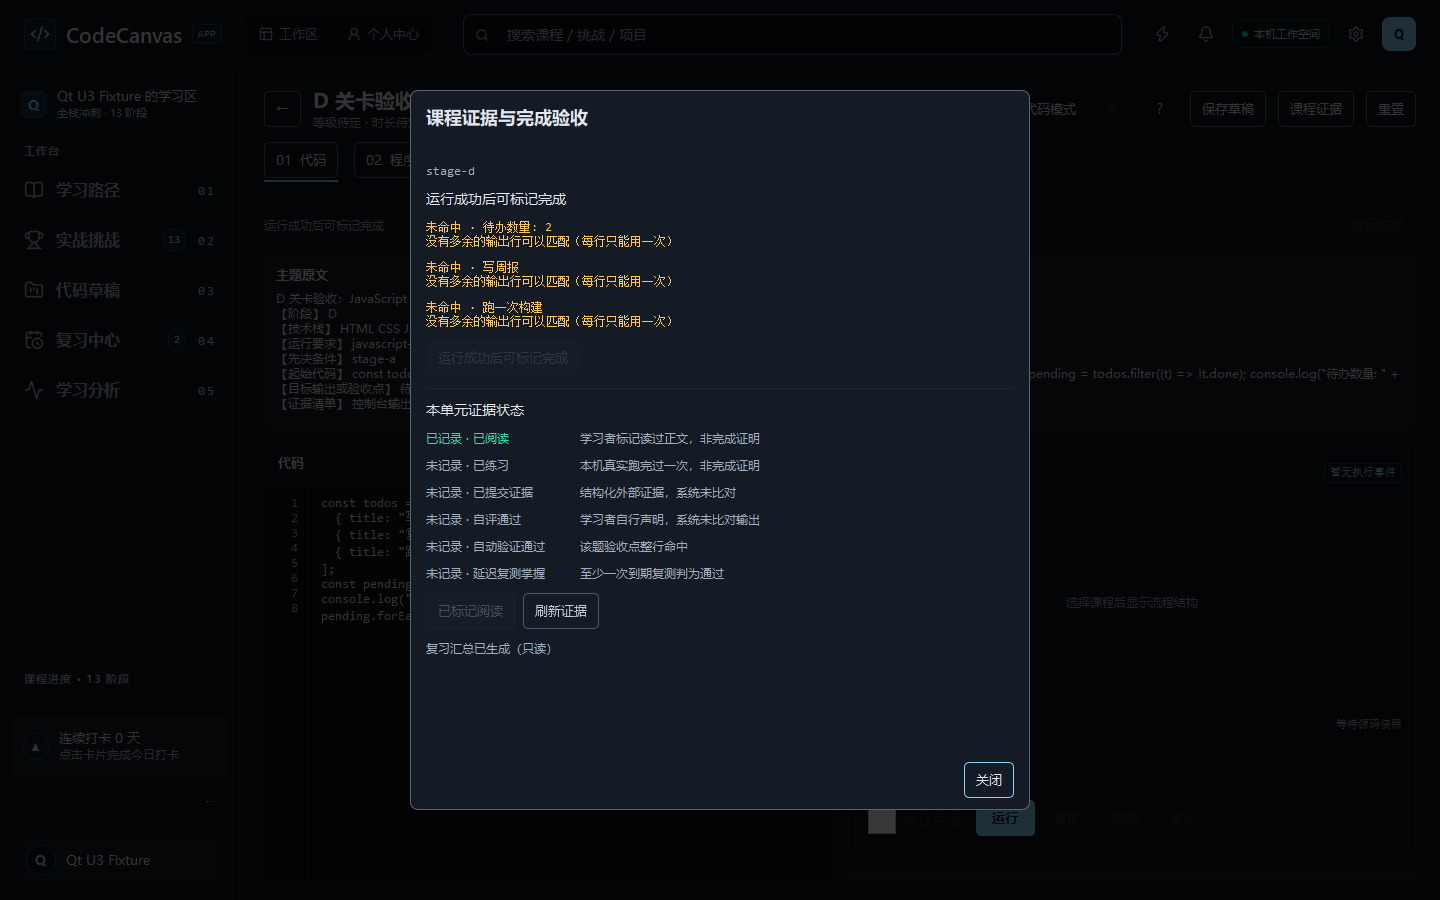 CodeCanvas APP
工作区
个人中心
搜索课程 / 挑战 / 项目
本机工作空间
Q
Q
Qt U3 Fixture 的学习区
全栈冲刺 · 13 阶段
工作台
学习路径 01
实战挑战 13 02
代码草稿 03
复习中心 2 04
学习分析 05
课程进度 · 13 阶段
连续打卡 0 天
点击卡片完成今日打卡
...
Q Qt U3 Fixture
←
D 关卡验收
等级待定 · 时长待
代码模式
?
保存草稿
课程证据
重置
01 代码
02 程序
运行成功后可标记完成
主题原文
D 关卡验收: JavaScript
【阶段】 D
【技术栈】 HTML CSS J
【运行要求】 javascript-
【先决条件】 stage-a
【起始代码】 const todo
pending = todos.filter((t) => !t.done); console.log("待办数量: " +
【目标输出或验收点】 待
【证据清单】 控制台输出
代码
暂无执行事件
1 const todos =
2 { title: "写
3 { title: "
4 { title: "跑
5 ];
6 const pending
7 console.log("
8 pending.forEa
选择课程后显示流程结构
等待源码快照
运行
课程证据与完成验收
stage-d
运行成功后可标记完成
未命中 · 待办数量: 2
没有多余的输出行可以匹配（每行只能用一次）
未命中 · 写周报
没有多余的输出行可以匹配（每行只能用一次）
未命中 · 跑一次构建
没有多余的输出行可以匹配（每行只能用一次）
运行成功后可标记完成
本单元证据状态
已记录 · 已阅读 学习者标记读过正文，非完成证明
未记录 · 已练习 本机真实跑完过一次，非完成证明
未记录 · 已提交证据 结构化外部证据，系统未比对
未记录 · 自评通过 学习者自行声明，系统未比对输出
未记录 · 自动验证通过 该题验收点整行命中
未记录 · 延迟复测掌握 至少一次到期复测判为通过
已标记阅读
刷新证据
复习汇总已生成（只读）
关闭